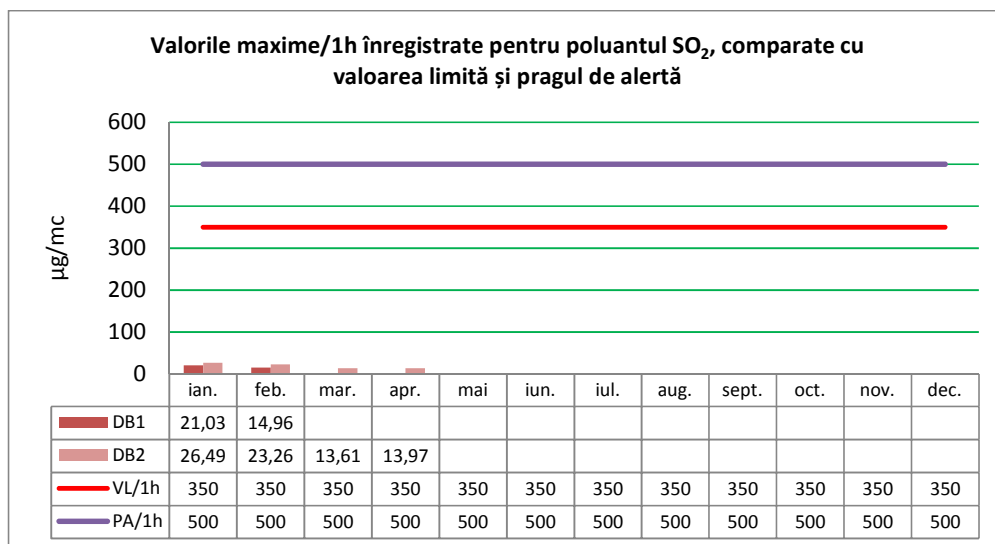 Valorile maxime/1h înregistrate pentru poluantul SO₂, comparate cu
valoarea limită și pragul de alertă
600
500
400
300
200
100
0
µg/mc
ian. feb. mar. apr. mai iun. iul. aug. sept. oct. nov. dec.
DB1 21,03 14,96
DB2 26,49 23,26 13,61 13,97
VL/1h 350 350 350 350 350 350 350 350 350 350 350 350
PA/1h 500 500 500 500 500 500 500 500 500 500 500 500